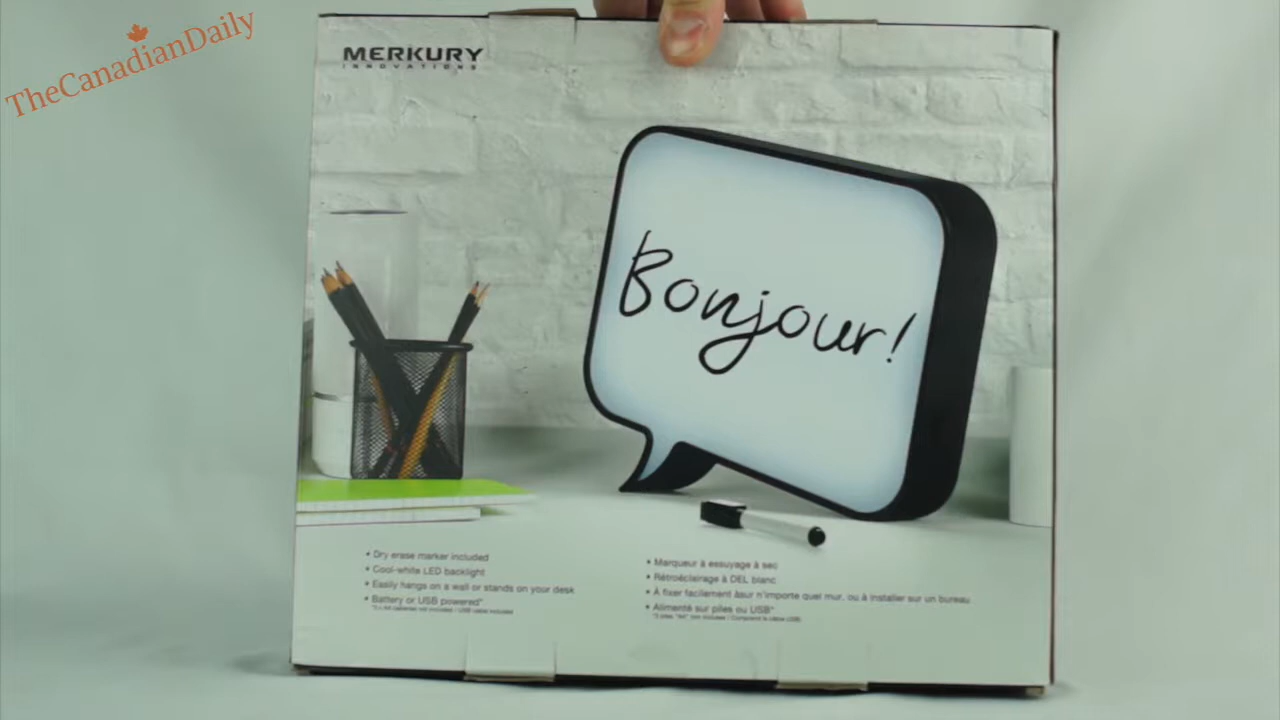 TheCanadianDaily
MERKURY
INNOVATIONS
Bonjour!
• Dry erase marker included
• Cool-white LED backlight
• Easily hangs on a wall or stands on your desk
• Battery or USB powered*
• Marqueur à essuyage à sec
• Rétroéclairage à DEL blanc
• À fixer facilement àsur n'importe quel mur, ou à installer sur un bureau
• Alimenté sur piles ou USB*